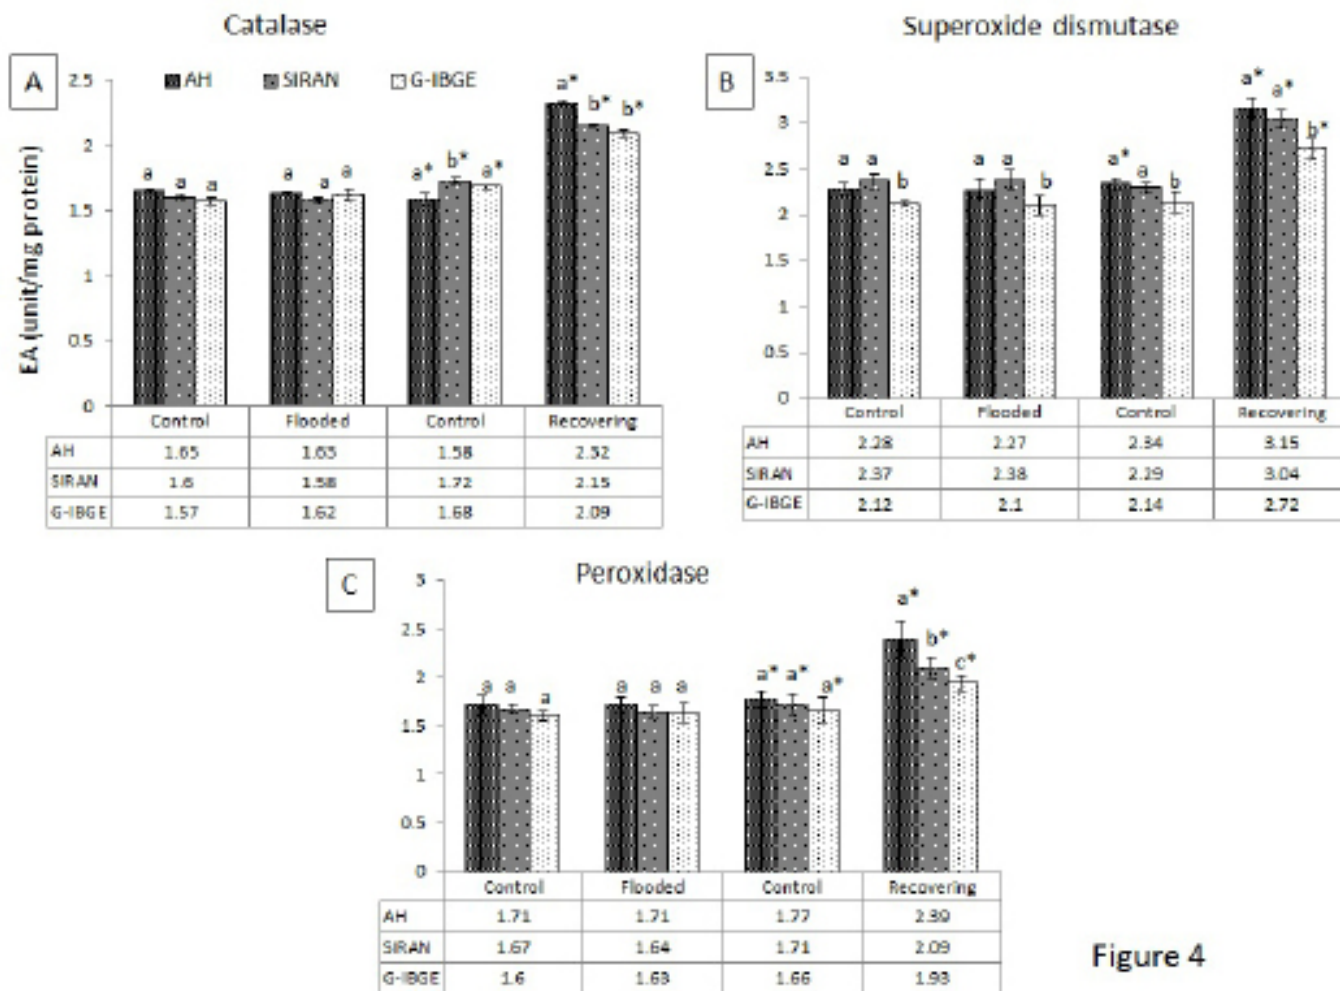 Catalase
A
AH SIRAN G-IBGE
EA (unit/mg protein)
2.5
2
1.5
1
0.5
0
a a a a a a a* b* a* a* b* b*
Control Flooded Control Recovering
AH 1.65 1.63 1.58 2.32
SIRAN 1.6 1.58 1.72 2.15
G-IBGE 1.57 1.62 1.68 2.09
Superoxide dismutase
B
3.5
3
2.5
2
1.5
1
0.5
0
a a b a a b a* a b a* a* b*
Control Flooded Control Recovering
AH 2.28 2.27 2.34 3.15
SIRAN 2.37 2.38 2.29 3.04
G-IBGE 2.12 2.1 2.14 2.72
Peroxidase
C
3
2.5
2
1.5
1
0.5
0
a a a a a a a* a* a* a* b* c*
Control Flooded Control Recovering
AH 1.71 1.71 1.77 2.39
SIRAN 1.67 1.64 1.71 2.09
G-IBGE 1.6 1.63 1.66 1.93
Figure 4